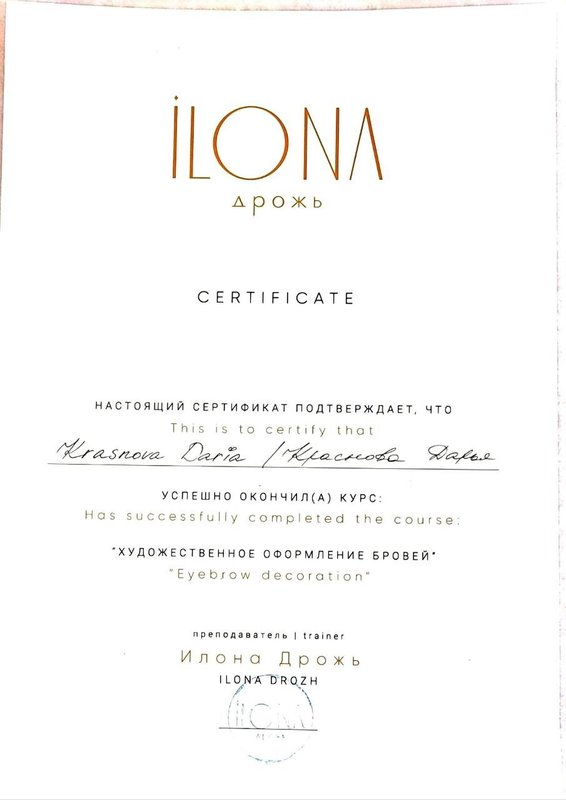 iLONA
дрожь
CERTIFICATE
НАСТОЯЩИЙ СЕРТИФИКАТ ПОДТВЕРЖДАЕТ, ЧТО
This is to certify that
Krasnova Daria / Краснова Дарья
УСПЕШНО ОКОНЧИЛ(А) КУРС:
Has successfully completed the course:
"ХУДОЖЕСТВЕННОЕ ОФОРМЛЕНИЕ БРОВЕЙ"
"Eyebrow decoration"
преподаватель | trainer
Илона Дрожь
ILONA DROZH
iLONA
дрожь